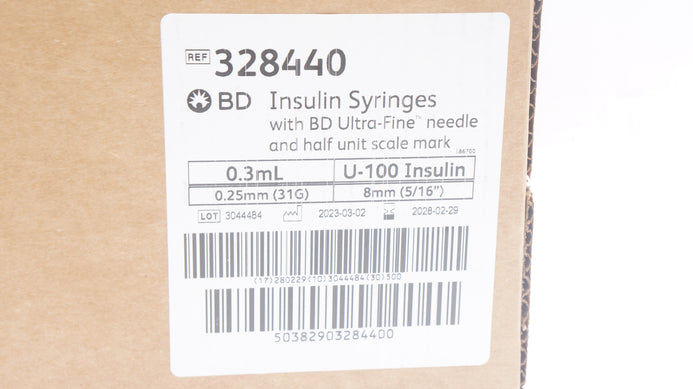 REF 328440
BD Insulin Syringes
with BD Ultra-Fine™ needle
and half unit scale mark
0.3mL U-100 Insulin
0.25mm (31G) 8mm (5/16")
LOT 3044484 2023-03-02 2028-02-29
(17)280229(10)3044484(30)500
50382903284400